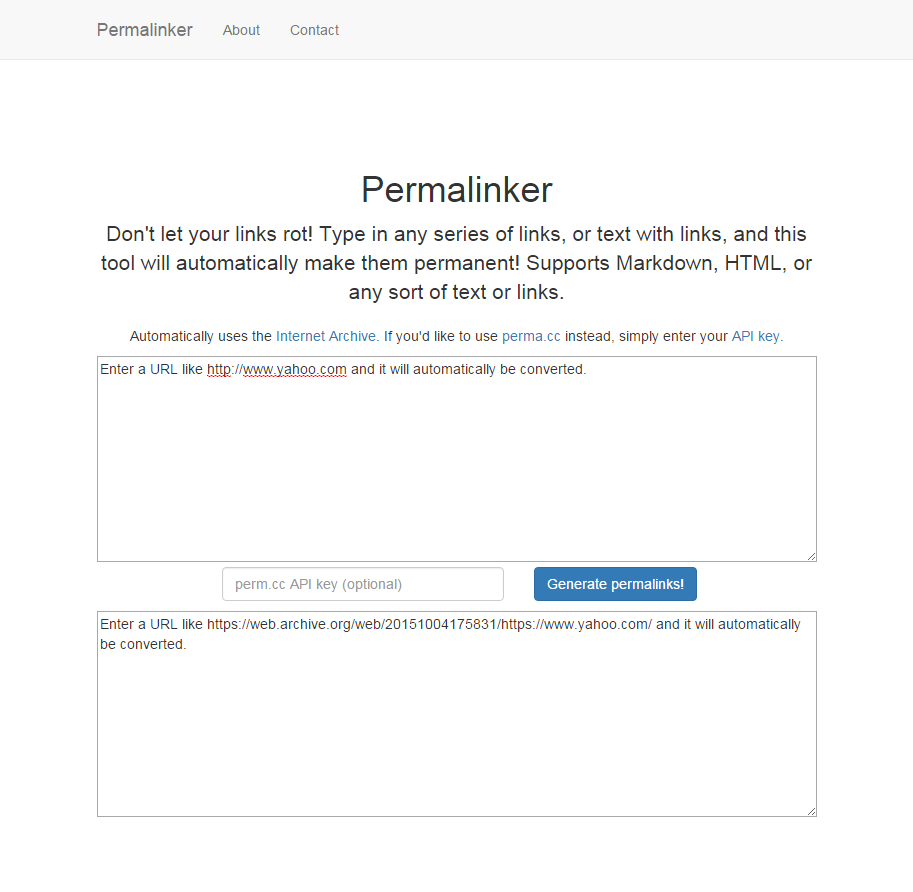 Permalinker About Contact
Permalinker
Don't let your links rot! Type in any series of links, or text with links, and this
tool will automatically make them permanent! Supports Markdown, HTML, or
any sort of text or links.
Automatically uses the Internet Archive. If you'd like to use perma.cc instead, simply enter your API key.
Enter a URL like http://www.yahoo.com and it will automatically be converted.
perm.cc API key (optional) Generate permalinks!
Enter a URL like https://web.archive.org/web/20151004175831/https://www.yahoo.com/ and it will automatically
be converted.